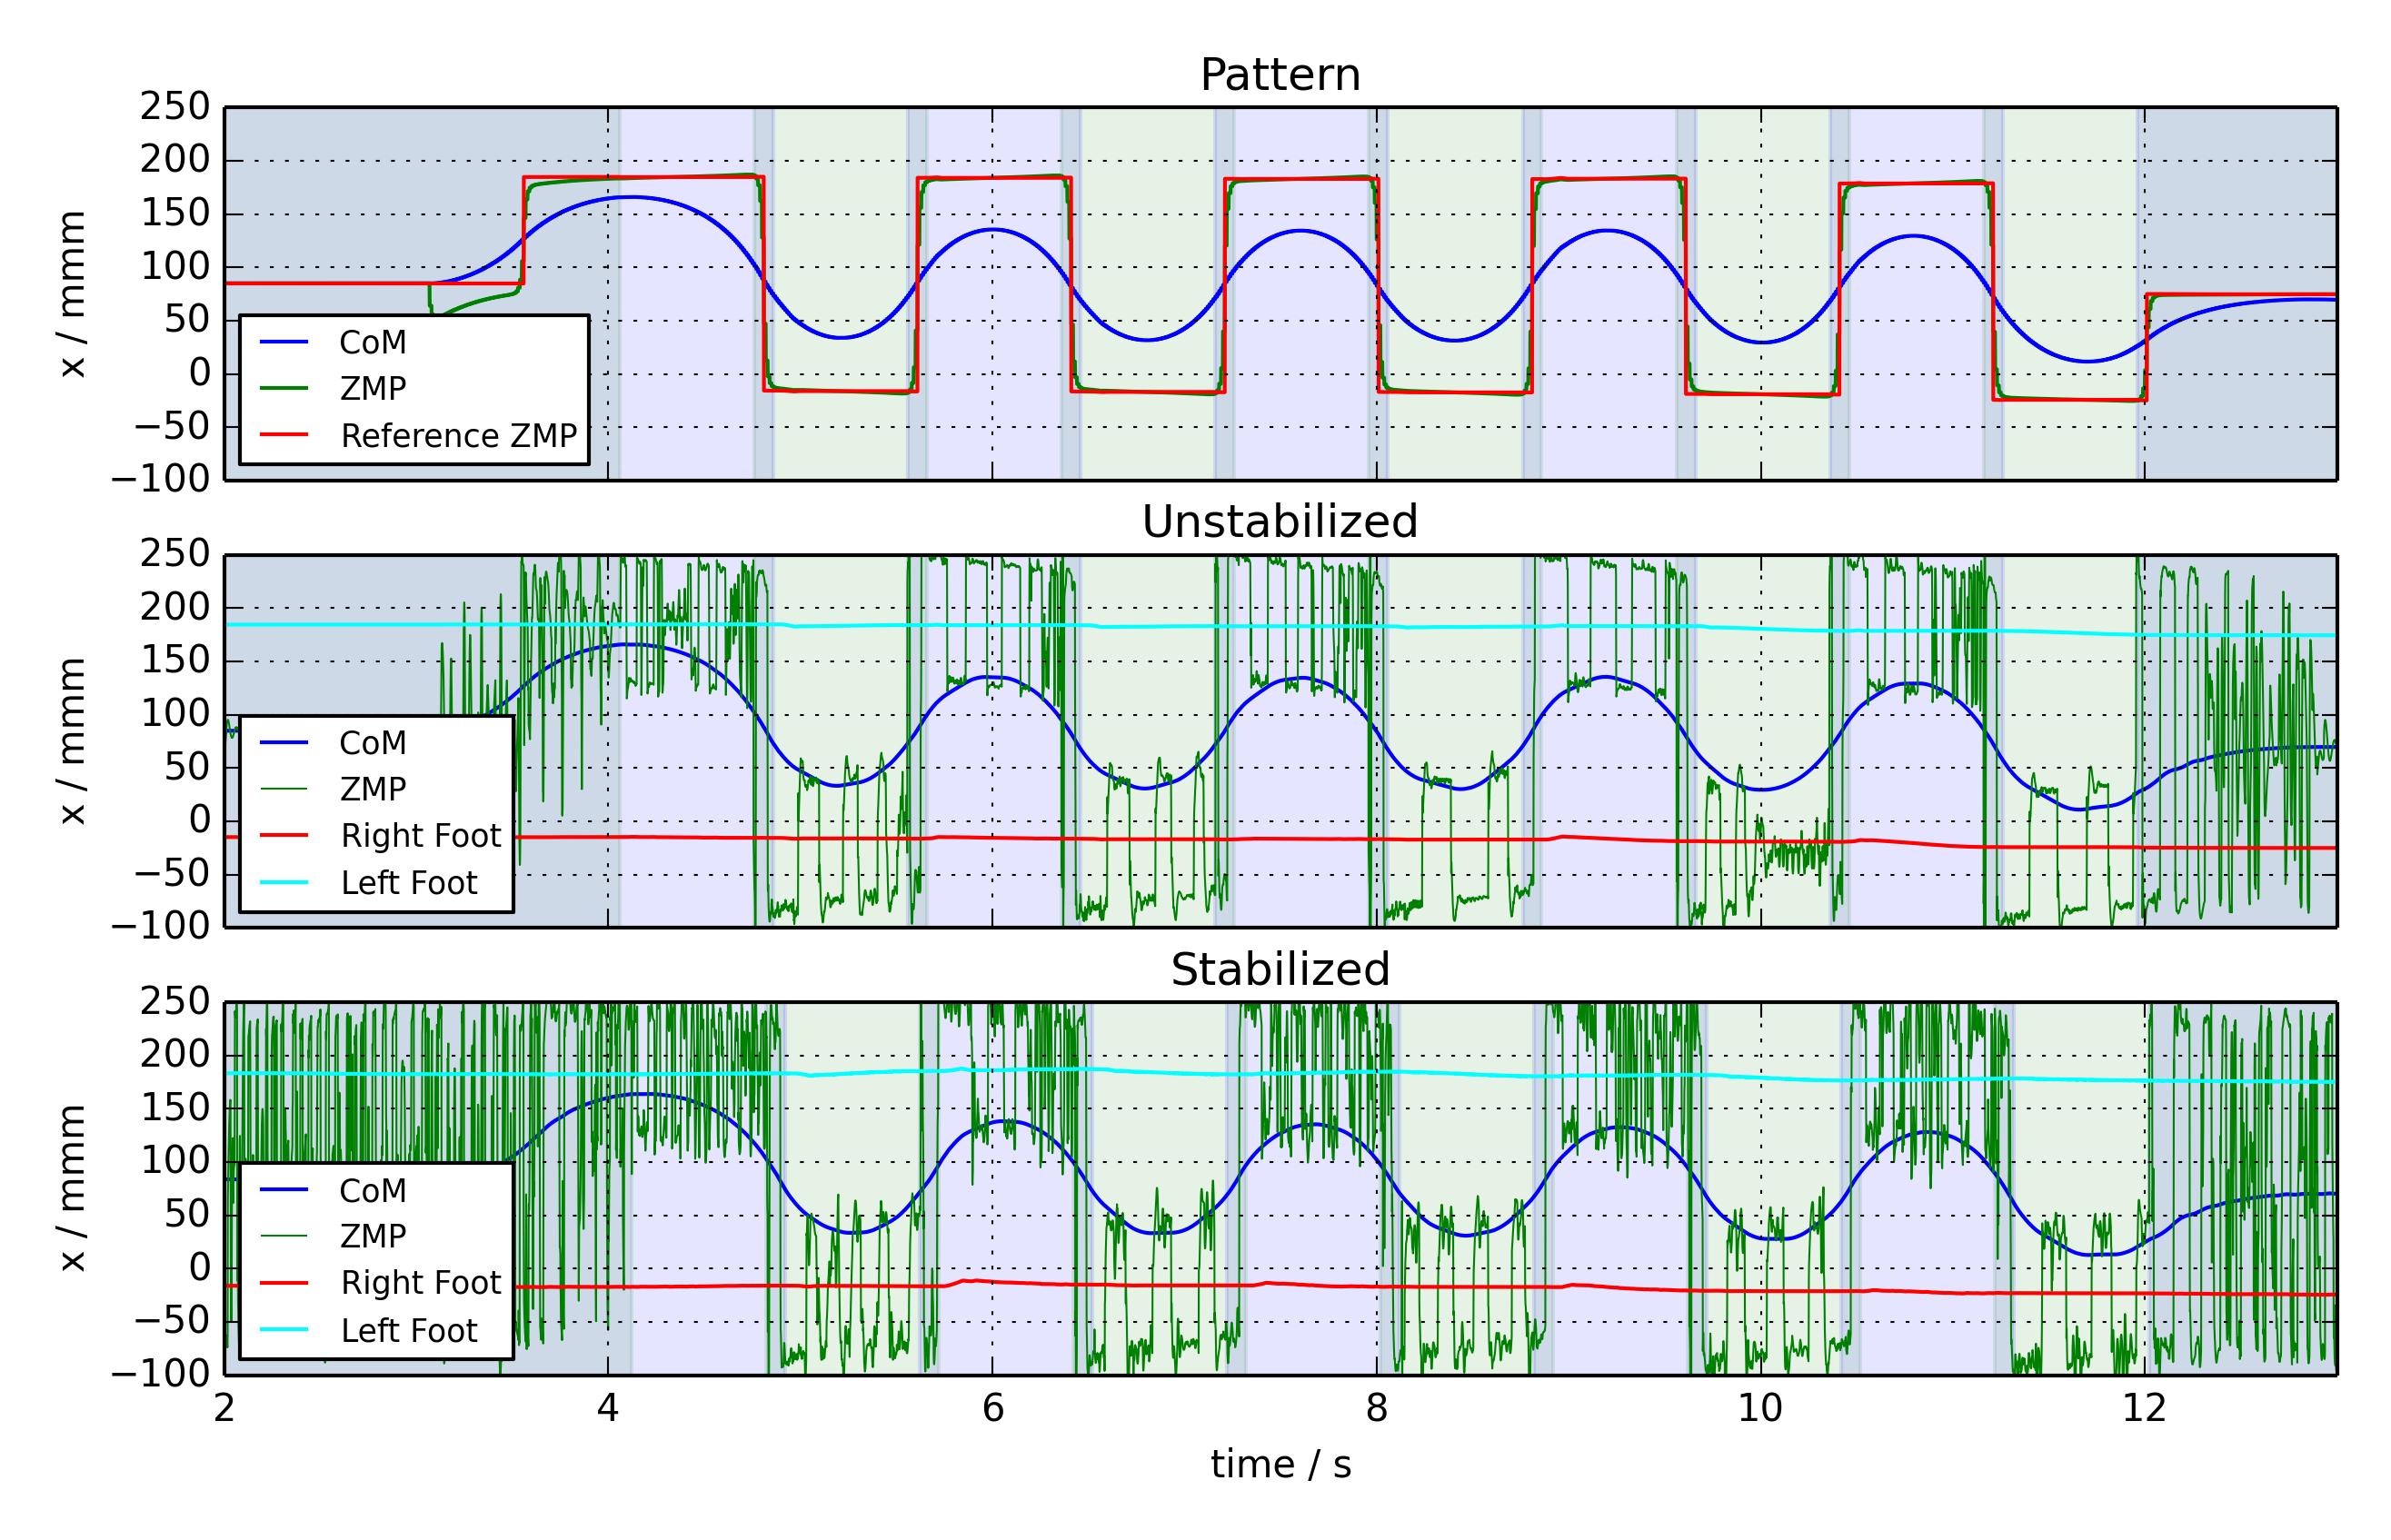 Pattern
250
200
150
100
50
0
−50
−100
x / mmm
CoM
ZMP
Reference ZMP
Unstabilized
250
200
150
100
50
0
−50
−100
x / mmm
CoM
ZMP
Right Foot
Left Foot
Stabilized
250
200
150
100
50
0
−50
−100
x / mmm
CoM
ZMP
Right Foot
Left Foot
2 4 6 8 10 12
time / s